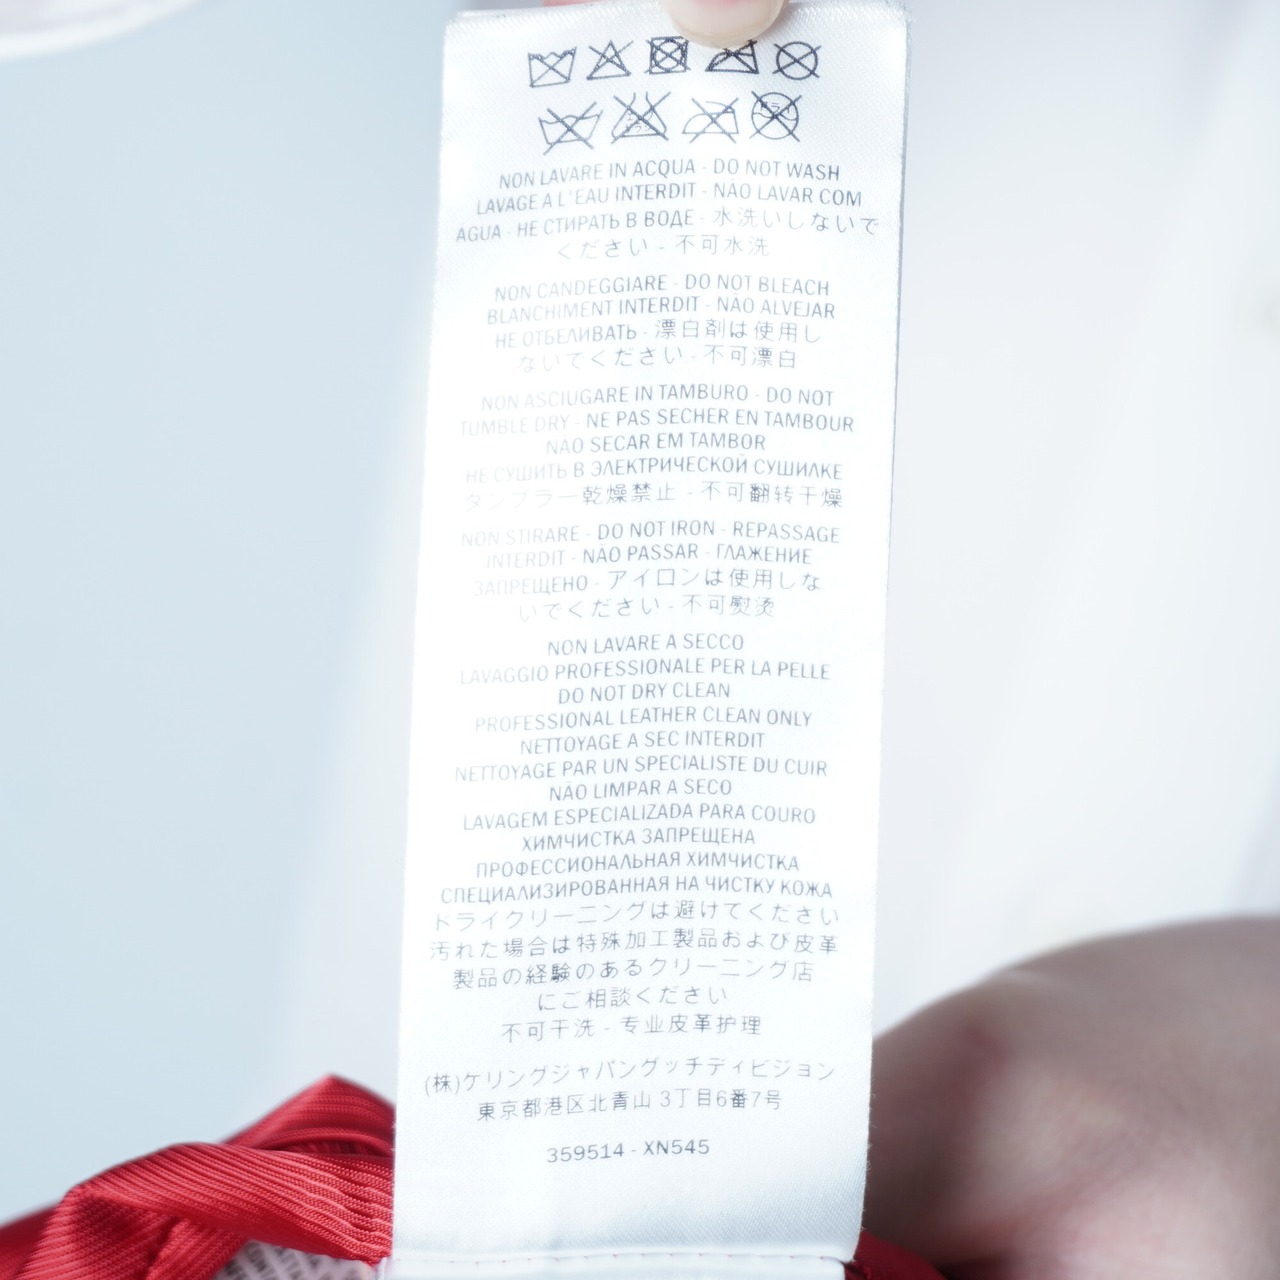 NON LAVARE IN ACQUA - DO NOT WASH
LAVAGE A L'EAU INTERDIT - NÃO LAVAR COM
AGUA - НЕ СТИРАТЬ В ВОДЕ - 水洗いしないで
ください - 不可水洗
NON CANDEGGIARE - DO NOT BLEACH
BLANCHIMENT INTERDIT - NÃO ALVEJAR
НЕ ОТБЕЛИВАТЬ - 漂白剤は使用し
ないでください - 不可漂白
NON ASCIUGARE IN TAMBURO - DO NOT
TUMBLE DRY - NE PAS SECHER EN TAMBOUR
NÃO SECAR EM TAMBOR
НЕ СУШИТЬ В ЭЛЕКТРИЧЕСКОЙ СУШИЛКЕ
タンブラー乾燥禁止 - 不可翻转干燥
NON STIRARE - DO NOT IRON - REPASSAGE
INTERDIT - NÃO PASSAR - ГЛАЖЕНИЕ
ЗАПРЕЩЕНО - アイロンは使用しな
いでください - 不可熨烫
NON LAVARE A SECCO
LAVAGGIO PROFESSIONALE PER LA PELLE
DO NOT DRY CLEAN
PROFESSIONAL LEATHER CLEAN ONLY
NETTOYAGE A SEC INTERDIT
NETTOYAGE PAR UN SPECIALISTE DU CUIR
NÃO LIMPAR A SECO
LAVAGEM ESPECIALIZADA PARA COURO
ХИМЧИСТКА ЗАПРЕЩЕНА
ПРОФЕССИОНАЛЬНАЯ ХИМЧИСТКА
СПЕЦИАЛИЗИРОВАННАЯ НА ЧИСТКУ КОЖА
ドライクリーニングは避けてください
汚れた場合は特殊加工製品および皮革
製品の経験のあるクリーニング店
にご相談ください
不可干洗 - 专业皮革护理
(株)ケリングジャパングッチディビジョン
東京都港区北青山 3丁目6番7号
359514 - XN545